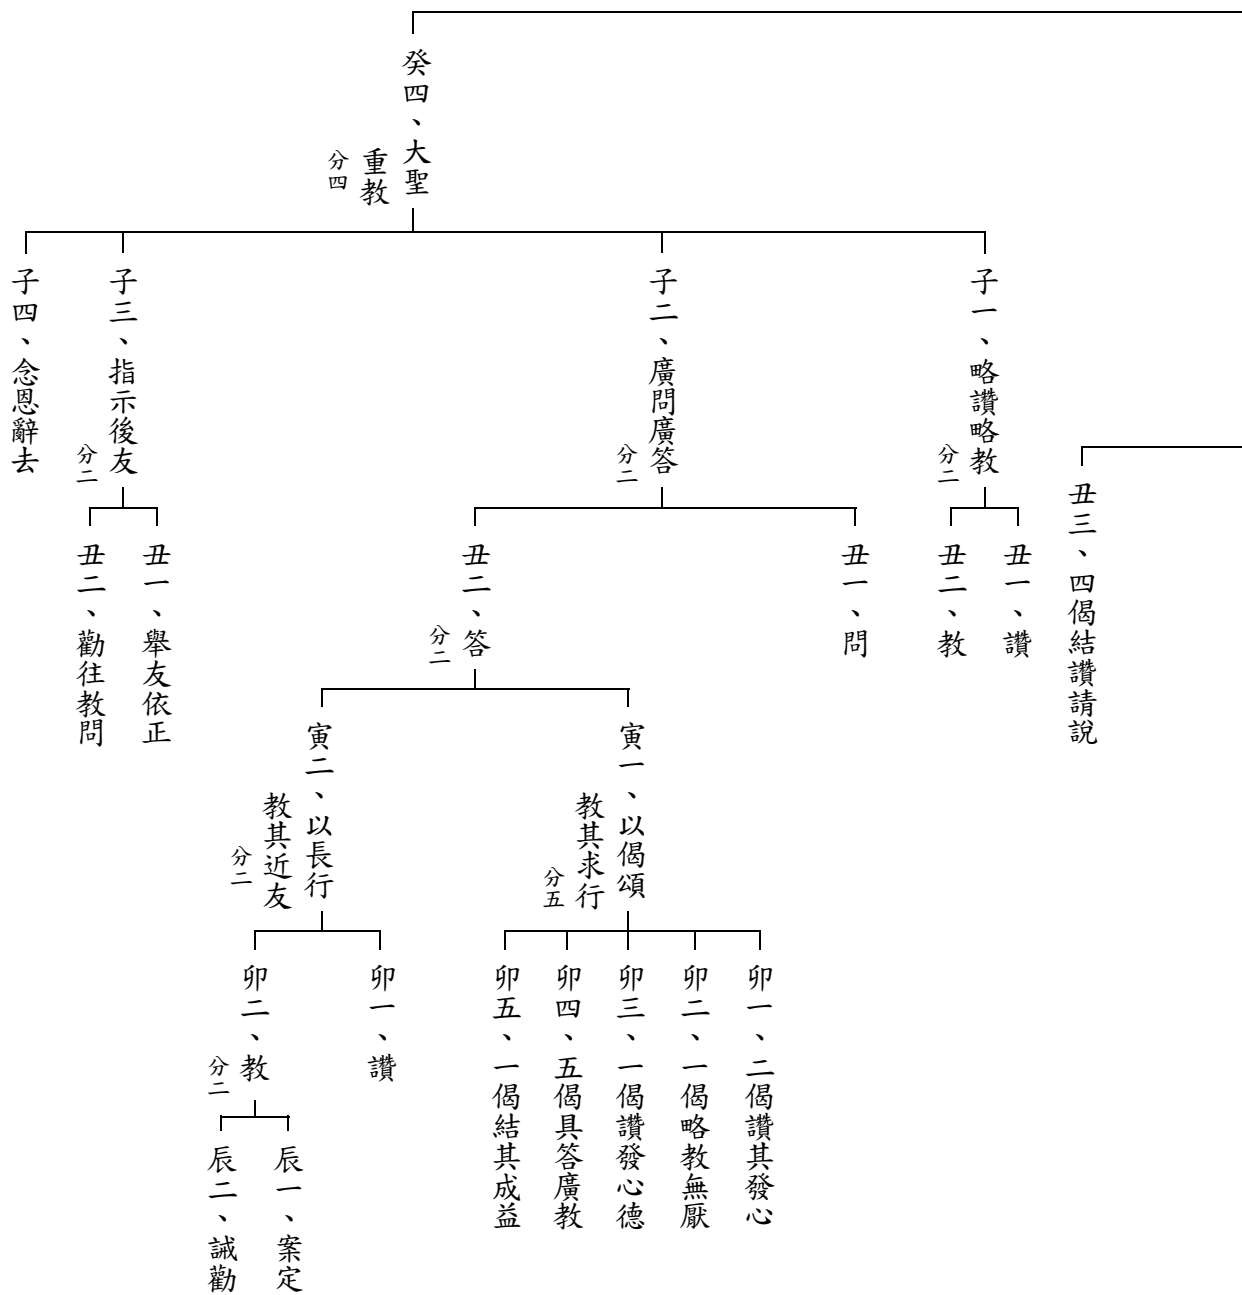 癸四、大聖
重教
分四
子一、略讚略教
分二
子二、廣問廣答
分二
子三、指示後友
分二
子四、念恩辭去
丑三、四偈結讚請說
丑一、讚
丑二、教
丑一、問
丑二、答
分二
丑一、舉友依正
丑二、勸往教問
寅一、以偈頌
教其求行
分五
寅二、以長行
教其近友
分二
卯一、二偈讚其發心
卯二、一偈略教無厭
卯三、一偈讚發心德
卯四、五偈具答廣教
卯五、一偈結其成益
卯一、讚
卯二、教
分二
辰一、案定
辰二、誡勸